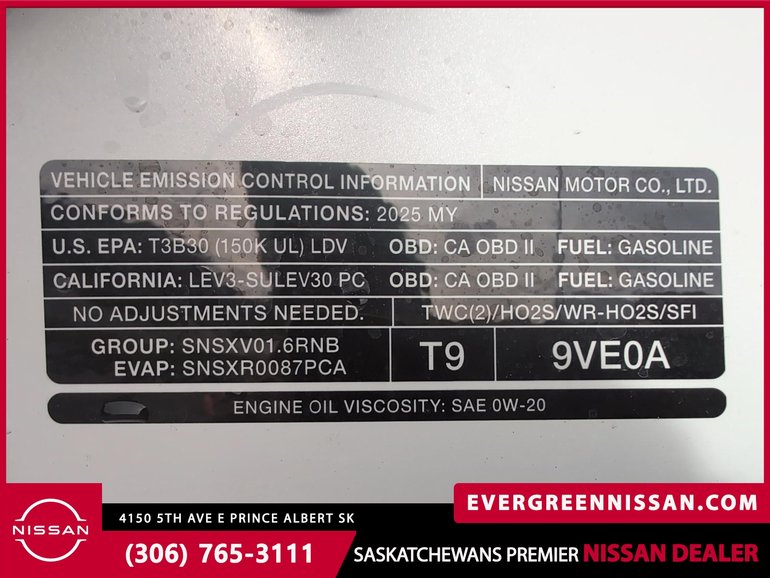 VEHICLE EMISSION CONTROL INFORMATION NISSAN MOTOR CO., LTD.
CONFORMS TO REGULATIONS: 2025 MY
U.S. EPA: T3B30 (150K UL) LDV OBD: CA OBD II FUEL: GASOLINE
CALIFORNIA: LEV3-SULEV30 PC OBD: CA OBD II FUEL: GASOLINE
NO ADJUSTMENTS NEEDED. TWC(2)/HO2S/WR-HO2S/SFI
GROUP: SNSXV01.6RNB
EVAP: SNSXR0087PCA
T9 9VE0A
ENGINE OIL VISCOSITY: SAE 0W-20
NISSAN
4150 5TH AVE E PRINCE ALBERT SK
(306) 765-3111
EVERGREENNISSAN.COM
SASKATCHEWANS PREMIER NISSAN DEALER